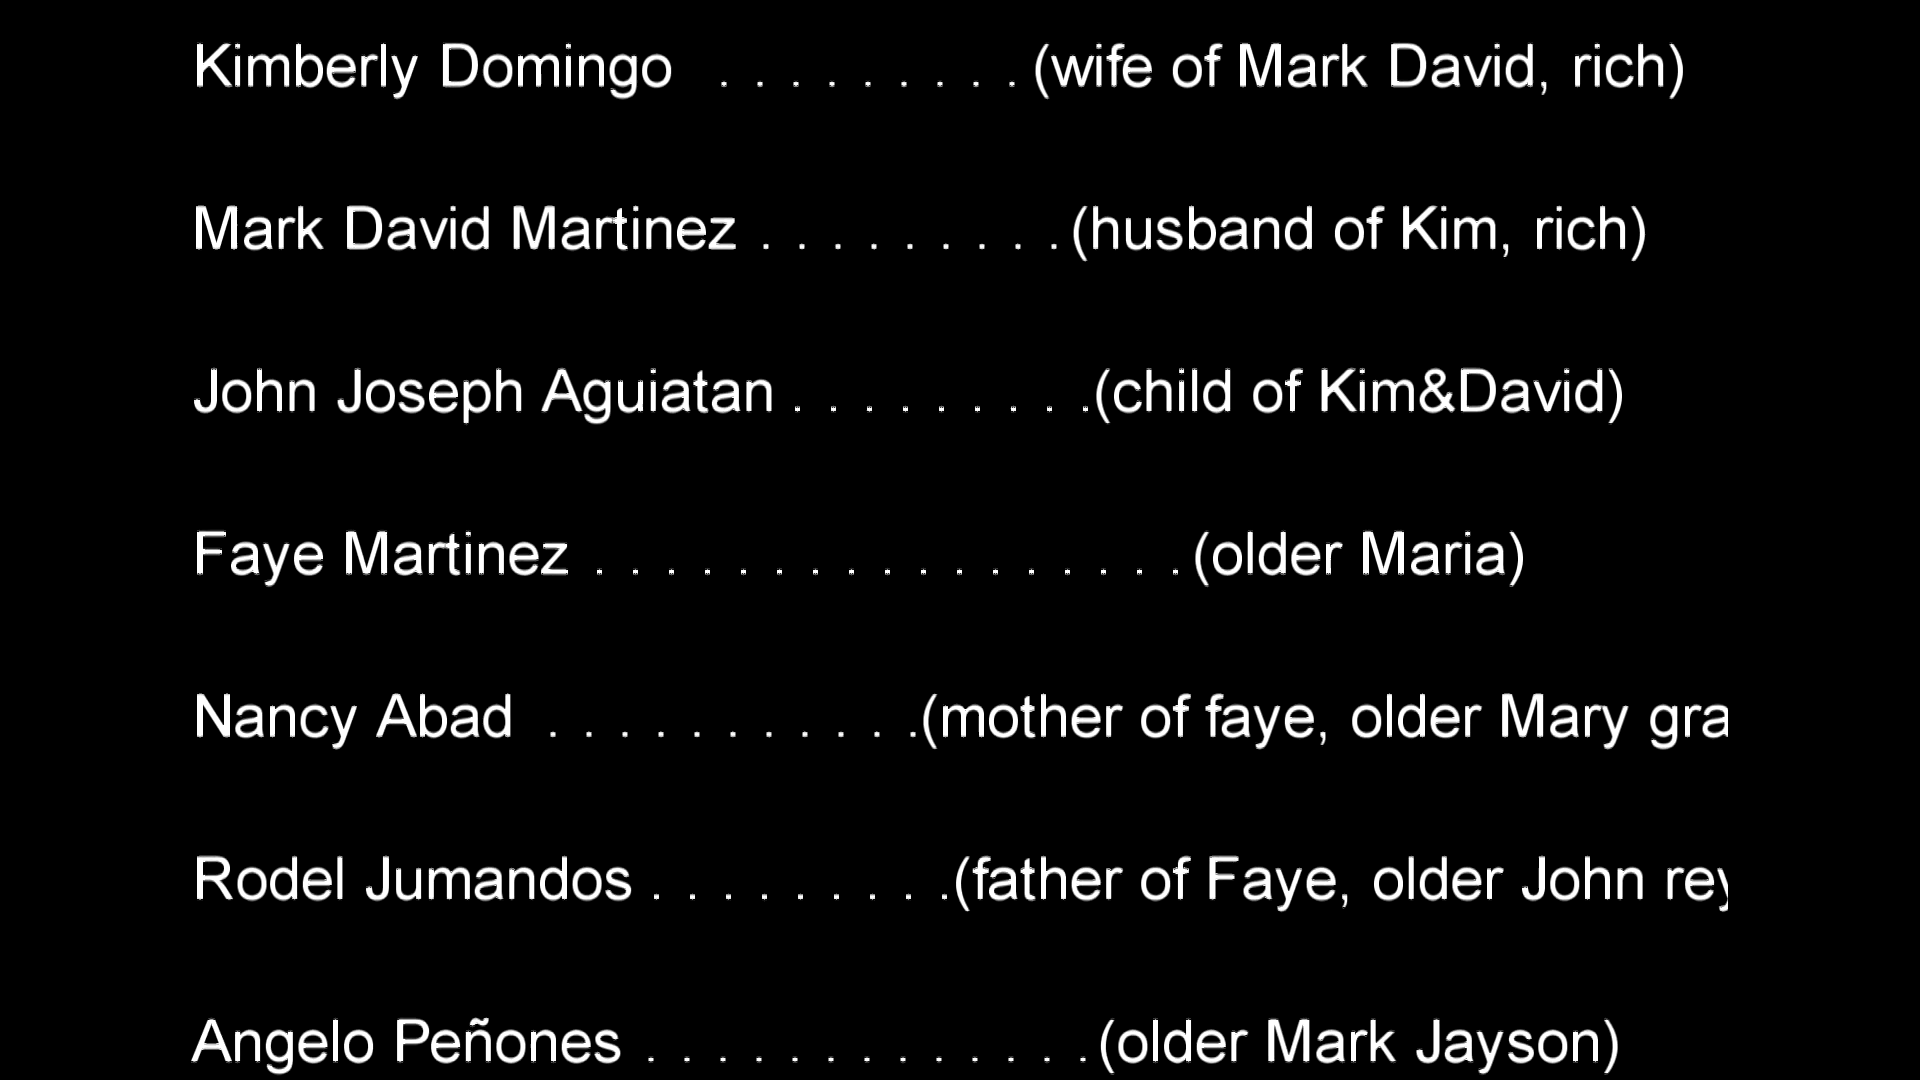 Kimberly Domingo . . . . . . . . . (wife of Mark David, rich)
Mark David Martinez . . . . . . . . . (husband of Kim, rich)
John Joseph Aguiatan . . . . . . . . .(child of Kim&David)
Faye Martinez . . . . . . . . . . . . . . . . . (older Maria)
Nancy Abad . . . . . . . . . . .(mother of faye, older Mary gra
Rodel Jumandos . . . . . . . . .(father of Faye, older John rey
Angelo Peñones . . . . . . . . . . . . . (older Mark Jayson)